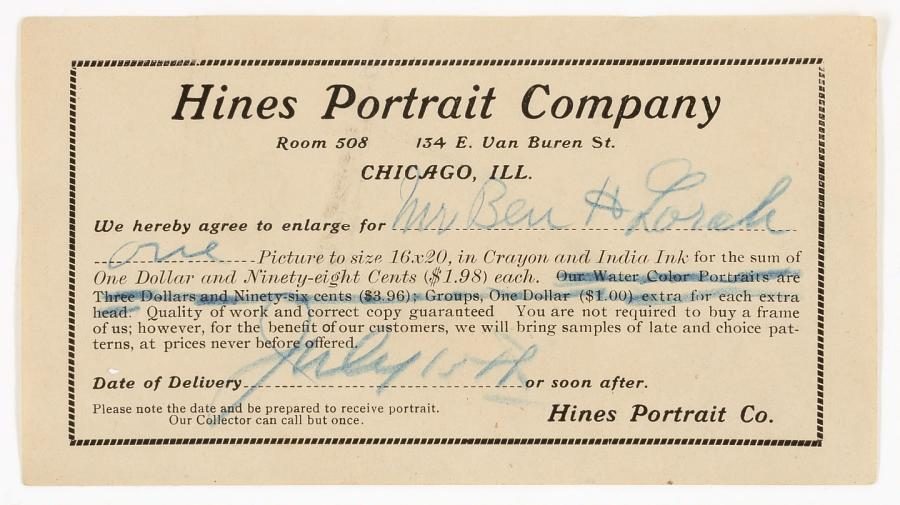 Hines Portrait Company
Room 508 134 E. Van Buren St.
CHICAGO, ILL.
We hereby agree to enlarge for Mr Ben H Lorah
one Picture to size 16x20, in Crayon and India Ink for the sum of
One Dollar and Ninety-eight Cents ($1.98) each. Our Water Color Portraits are
Three Dollars and Ninety-six cents ($3.96); Groups, One Dollar ($1.00) extra for each extra
head. Quality of work and correct copy guaranteed You are not required to buy a frame
of us; however, for the benefit of our customers, we will bring samples of late and choice pat-
terns, at prices never before offered.
Date of Delivery July 15th or soon after.
Please note the date and be prepared to receive portrait.
Our Collector can call but once.
Hines Portrait Co.